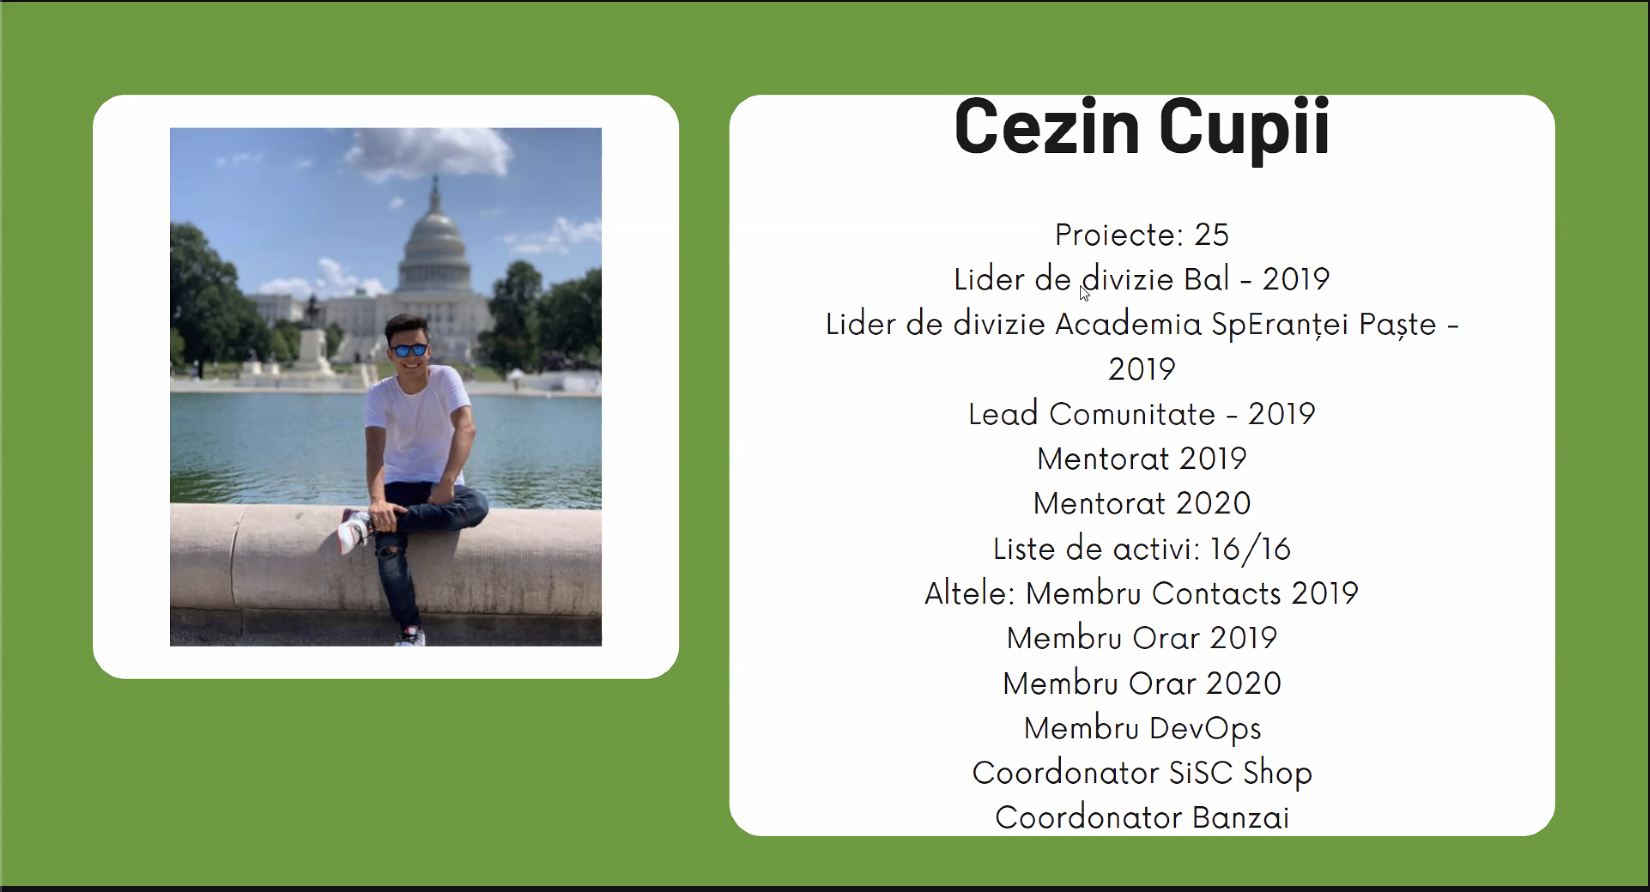 Cezin Cupii
Proiecte: 25
Lider de divizie Bal - 2019
Lider de divizie Academia SpEranței Paște -
2019
Lead Comunitate - 2019
Mentorat 2019
Mentorat 2020
Liste de activi: 16/16
Altele: Membru Contacts 2019
Membru Orar 2019
Membru Orar 2020
Membru DevOps
Coordonator SiSC Shop
Coordonator Banzai